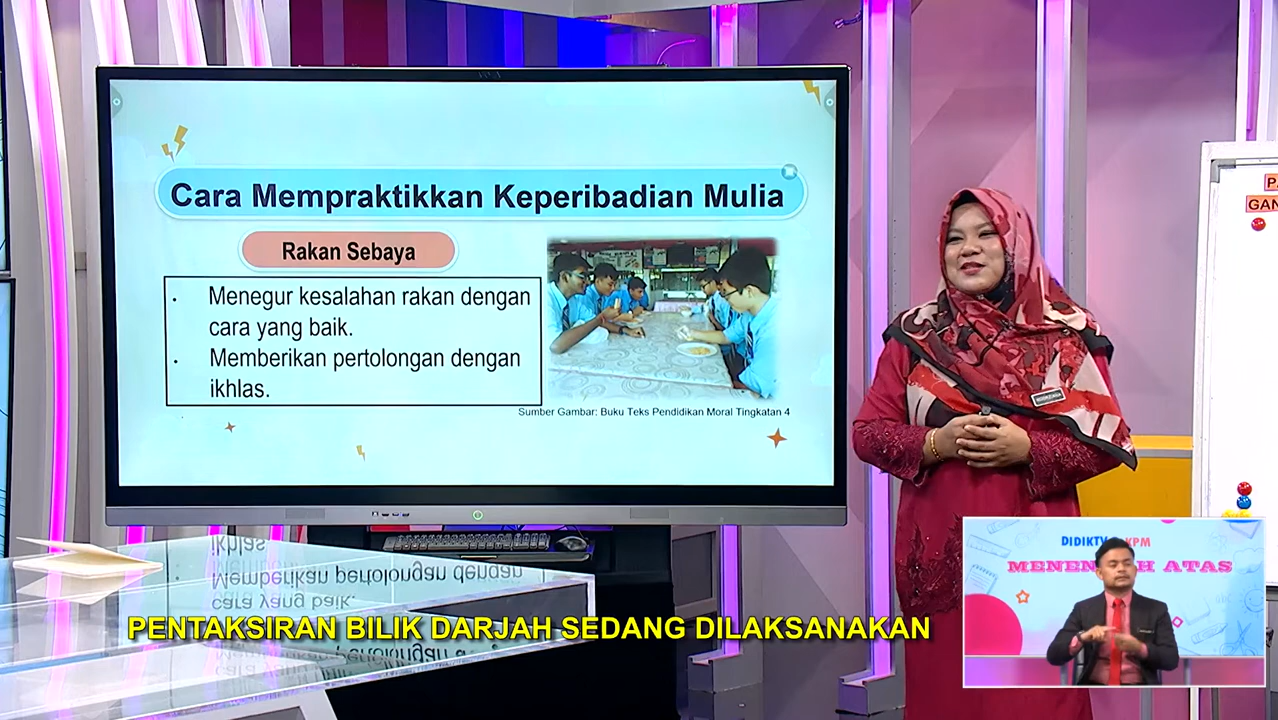 Cara Mempraktikkan Keperibadian Mulia
Rakan Sebaya
• Menegur kesalahan rakan dengan
cara yang baik.
• Memberikan pertolongan dengan
ikhlas.
Sumber Gambar: Buku Teks Pendidikan Moral Tingkatan 4
PENTAKSIRAN BILIK DARJAH SEDANG DILAKSANAKAN
DIDIKTV KPM
ATAS